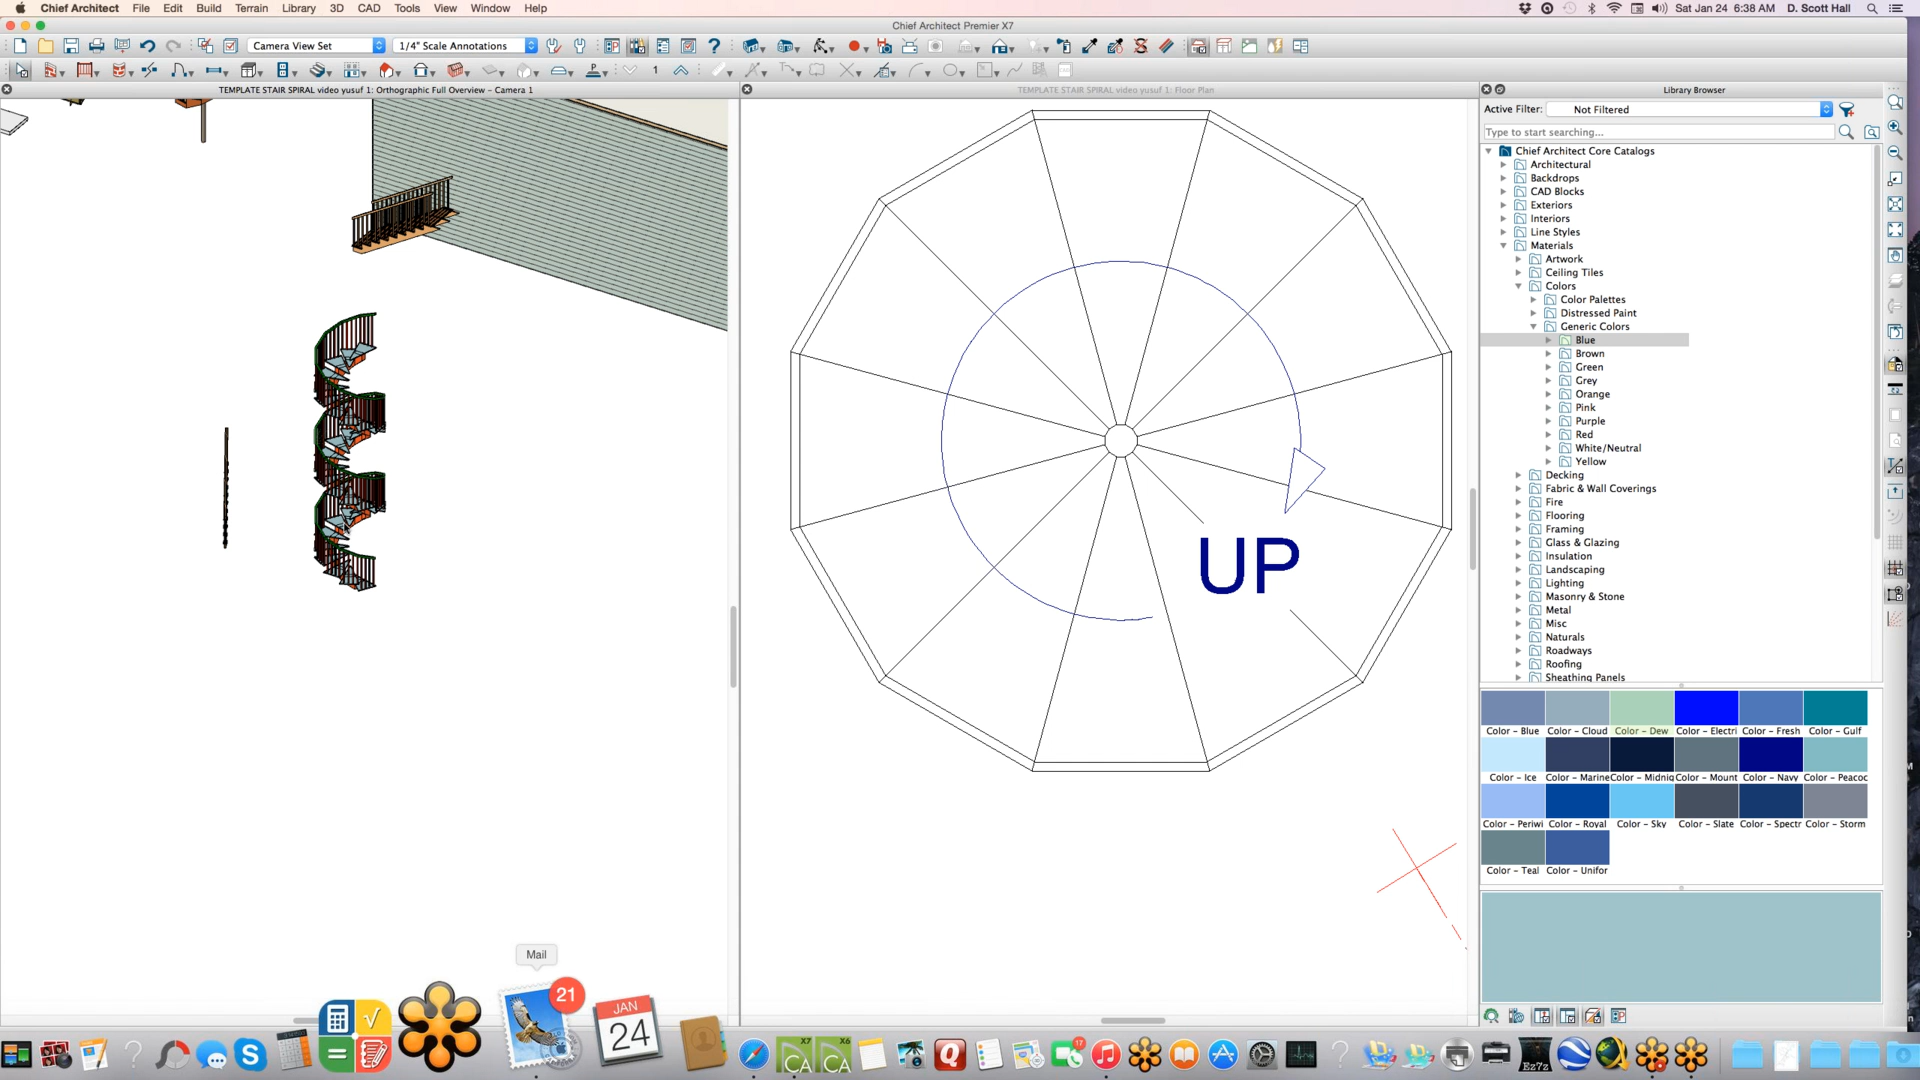 Chief Architect File Edit Build Terrain Library 3D CAD Tools View Window Help Sat Jan 24 6:38 AM D. Scott Hall
Chief Architect Premier X7
Camera View Set 1/4" Scale Annotations
1
TEMPLATE STAIR SPIRAL video yusuf 1: Orthographic Full Overview - Camera 1
TEMPLATE STAIR SPIRAL video yusuf 1: Floor Plan
Library Browser
Active Filter: Not Filtered
Type to start searching...
Chief Architect Core Catalogs
Architectural
Backdrops
CAD Blocks
Exteriors
Interiors
Line Styles
Materials
Artwork
Ceiling Tiles
Colors
Color Palettes
Distressed Paint
Generic Colors
Blue
Brown
Green
Grey
Orange
Pink
Purple
Red
White/Neutral
Yellow
Decking
Fabric & Wall Coverings
Fire
Flooring
Framing
Glass & Glazing
Insulation
Landscaping
Lighting
Masonry & Stone
Metal
Misc
Naturals
Roadways
Roofing
Sheathing Panels
UP
Color - Blue Color - Cloud Color - Dew Color - Electri Color - Fresh Color - Gulf
Color - Ice Color - Marine Color - Midnig Color - Mount Color - Navy Color - Peacoc
Color - Periwi Color - Royal Color - Sky Color - Slate Color - Spectr Color - Storm
Color - Teal Color - Unifor
Mail
21
JAN
24
X7
CA
X6
CA
17
Ez7z